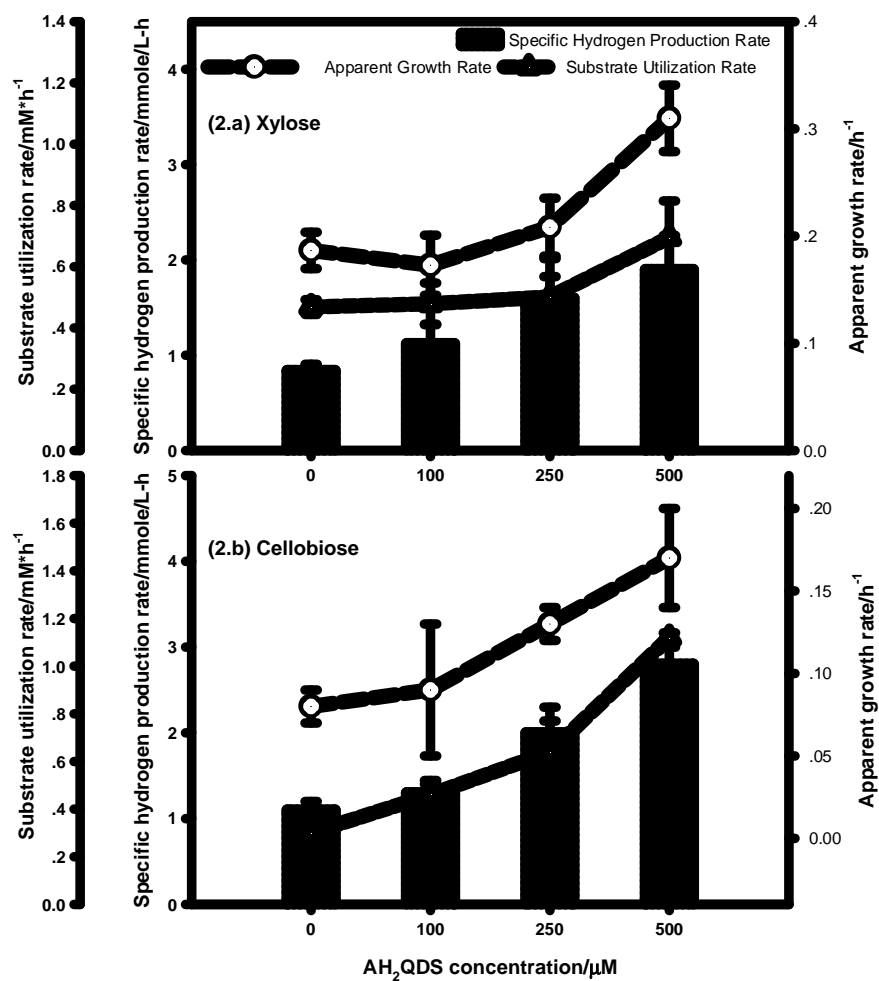 Specific Hydrogen Production Rate
Apparent Growth Rate
Substrate Utilization Rate
(2.a) Xylose
Substrate utilization rate/mM*h-1
1.4
1.2
1.0
.8
.6
.4
.2
0.0
Specific hydrogen production rate/mmole/L-h
4
3
2
1
0
Apparent growth rate/h-1
0.4
.3
.2
.1
0.0
0 100 250 500
(2.b) Cellobiose
Substrate utilization rate/mM*h-1
1.8
1.6
1.4
1.2
1.0
.8
.6
.4
.2
0.0
Specific hydrogen production rate/mmole/L-h
5
4
3
2
1
0
Apparent growth rate/h-1
.20
.15
.10
.05
0.00
0 100 250 500
AH2QDS concentration/μM